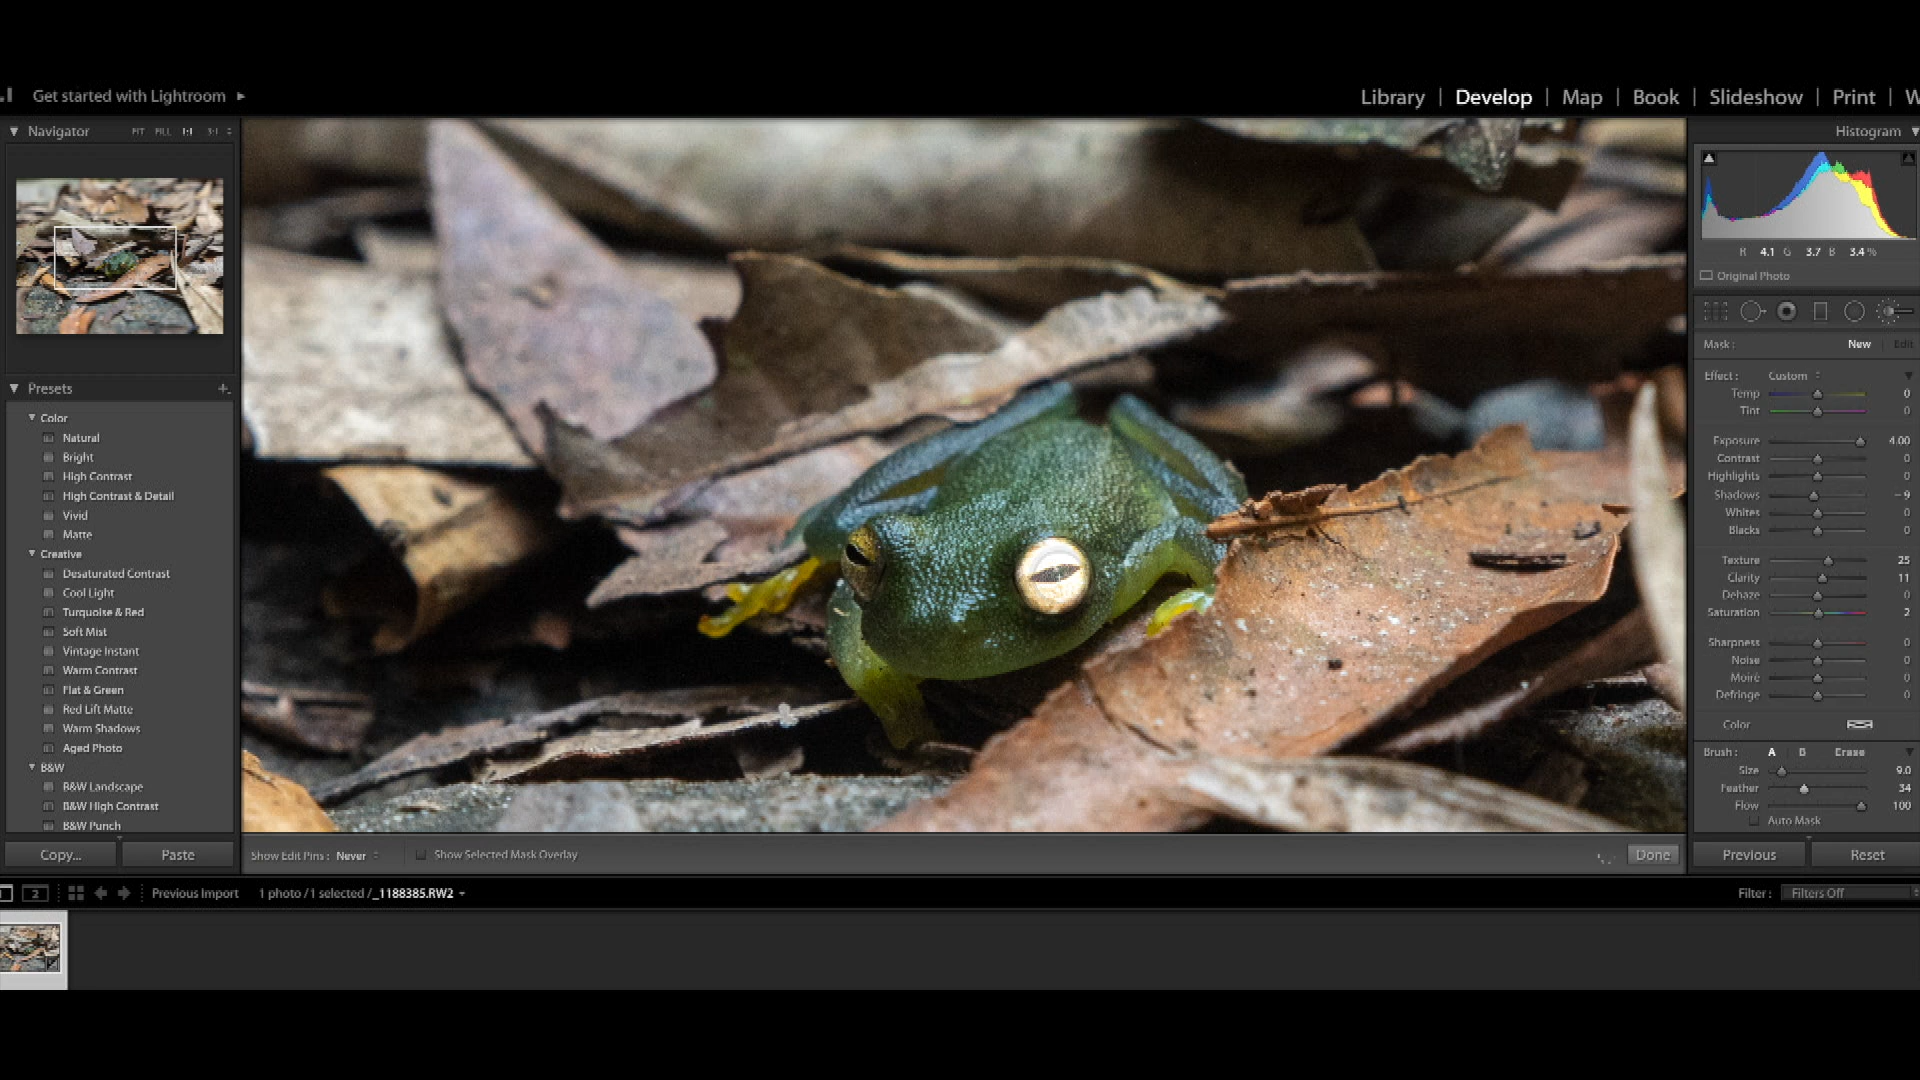 Get started with Lightroom
Library | Develop | Map | Book | Slideshow | Print | W
Navigator FIT FILL 1:1 3:1
Presets
Color
Natural
Bright
High Contrast
High Contrast & Detail
Vivid
Matte
Creative
Desaturated Contrast
Cool Light
Turquoise & Red
Soft Mist
Vintage Instant
Warm Contrast
Flat & Green
Red Lift Matte
Warm Shadows
Aged Photo
B&W
B&W Landscape
B&W High Contrast
B&W Punch
Copy... Paste
Show Edit Pins : Never Show Selected Mask Overlay Done
Histogram
R 4.1 G 3.7 B 3.4 %
Original Photo
Mask : New | Edit
Effect : Custom
Temp 0
Tint 0
Exposure 4.00
Contrast 0
Highlights 0
Shadows – 9
Whites 0
Blacks 0
Texture 25
Clarity 11
Dehaze 0
Saturation 2
Sharpness 0
Noise 0
Moiré 0
Defringe 0
Color
Brush : A B Erase
Size 9.0
Feather 34
Flow 100
Auto Mask
Previous Reset
2 Previous Import 1 photo / 1 selected / _1188385.RW2 Filter : Filters Off